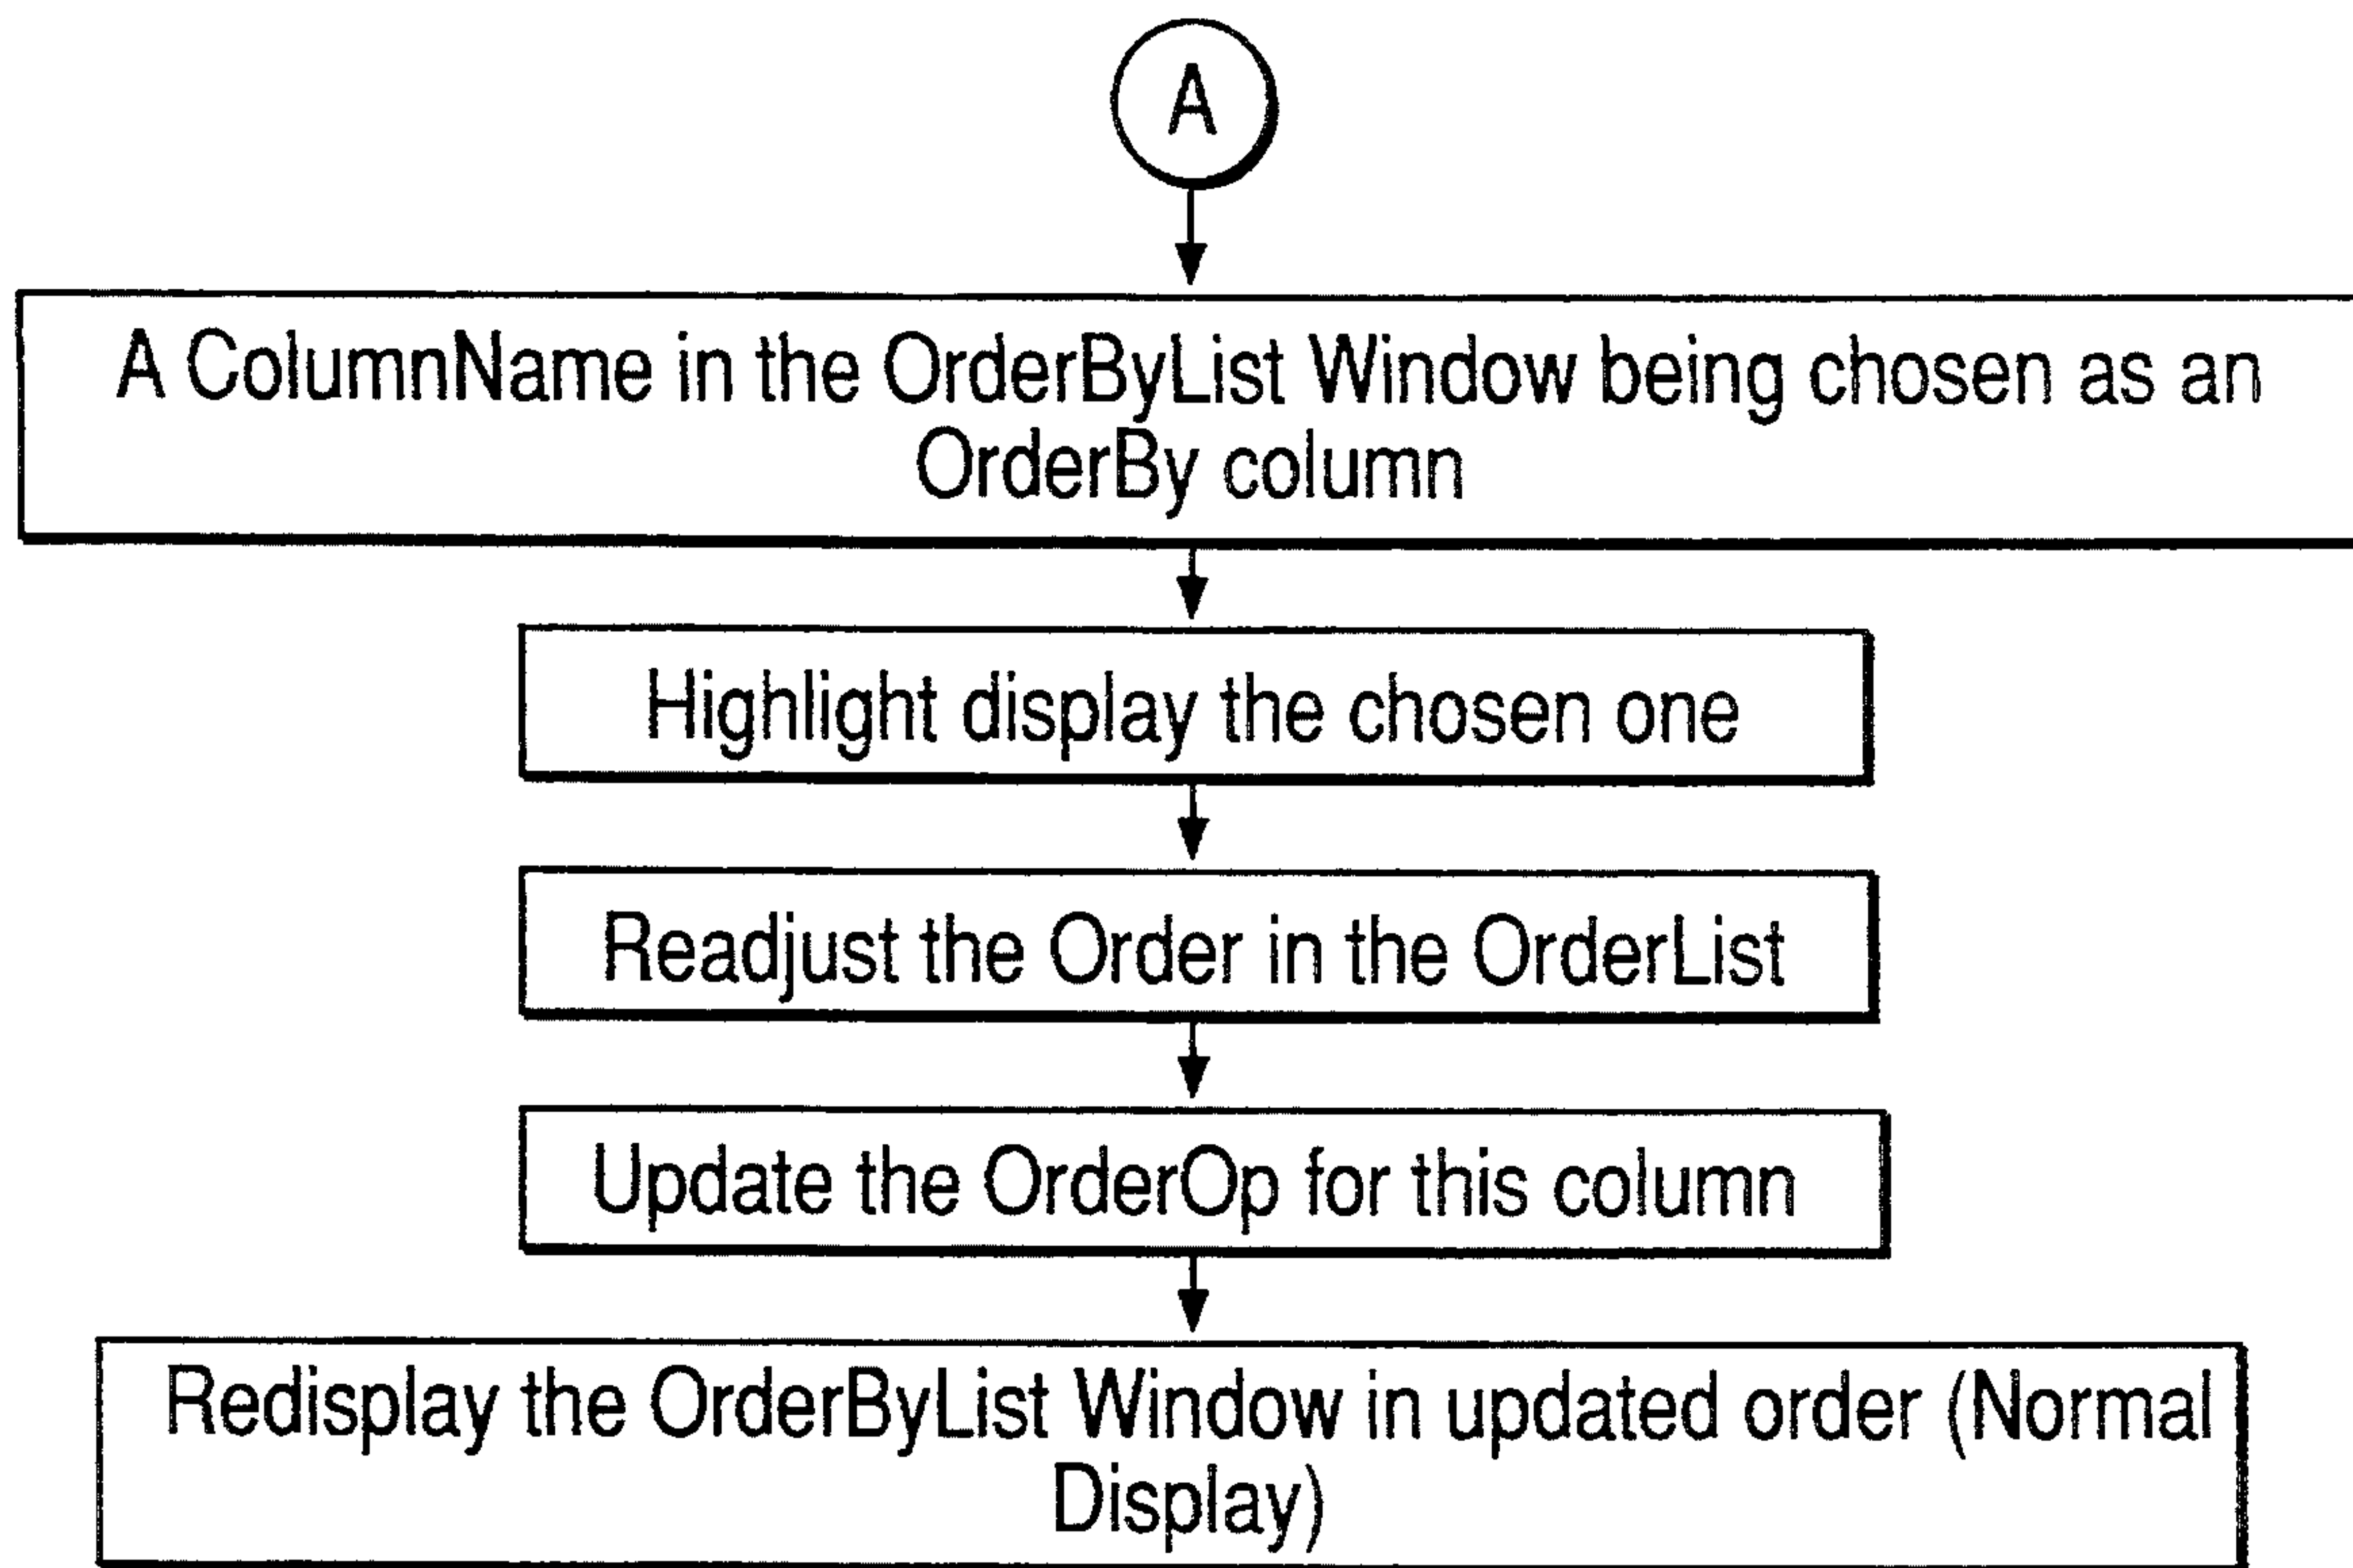 A
A ColumnName in the OrderByList Window being chosen as an
OrderBy column
Highlight display the chosen one
Readjust the Order in the OrderList
Update the OrderOp for this column
Redisplay the OrderByList Window in updated order (Normal
Display)